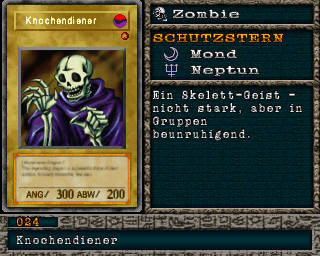 Knochendiener
ANG/ 300 ABW/ 200
Zombie
SCHUTZSTERN
Mond
Neptun
Ein Skelett-Geist -
nicht stark, aber in
Gruppen
beunruhigend.
024
Knochendiener